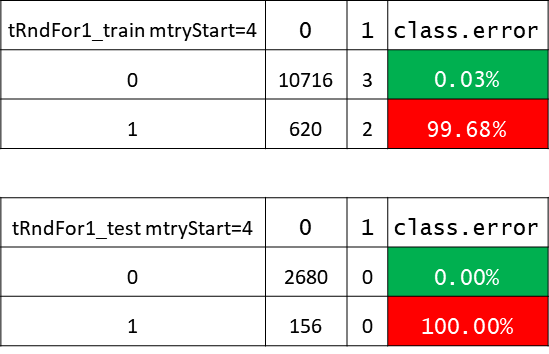 tRndFor1_train mtryStart=4 0 1 class.error
0 10716 3 0.03%
1 620 2 99.68%
tRndFor1_test mtryStart=4 0 1 class.error
0 2680 0 0.00%
1 156 0 100.00%